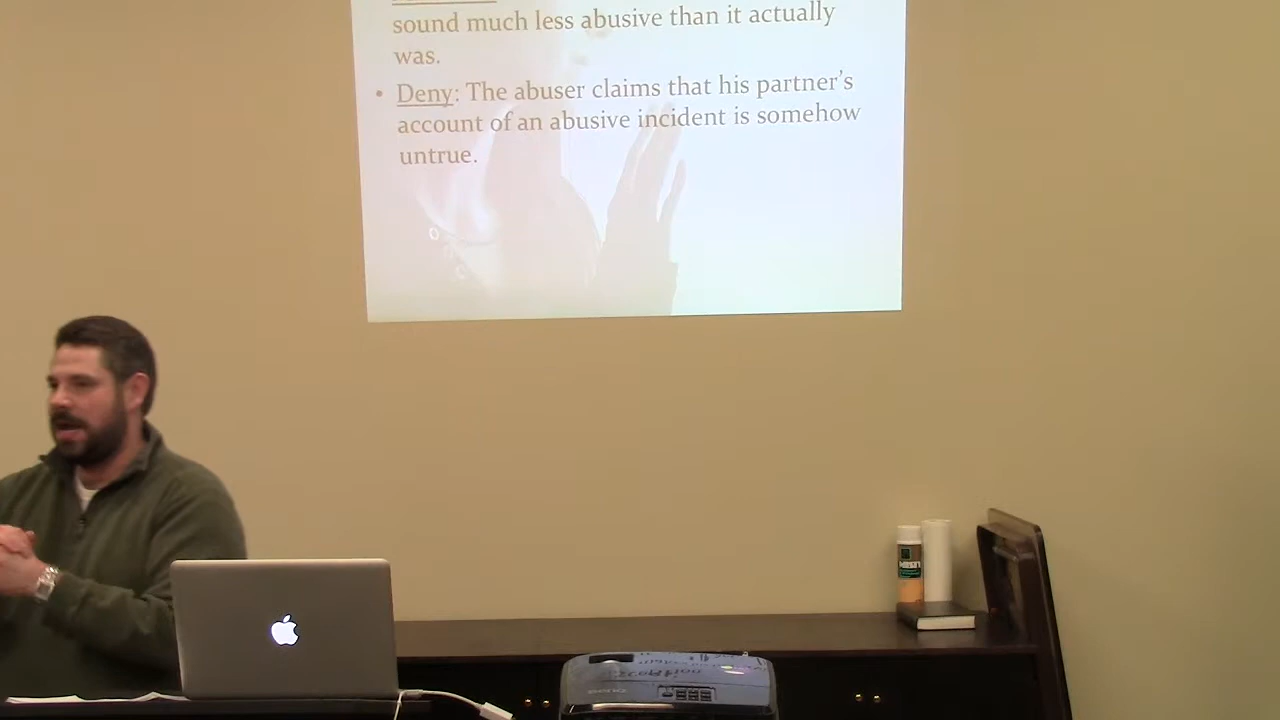 sound much less abusive than it actually
was.
• Deny: The abuser claims that his partner's
account of an abusive incident is somehow
untrue.